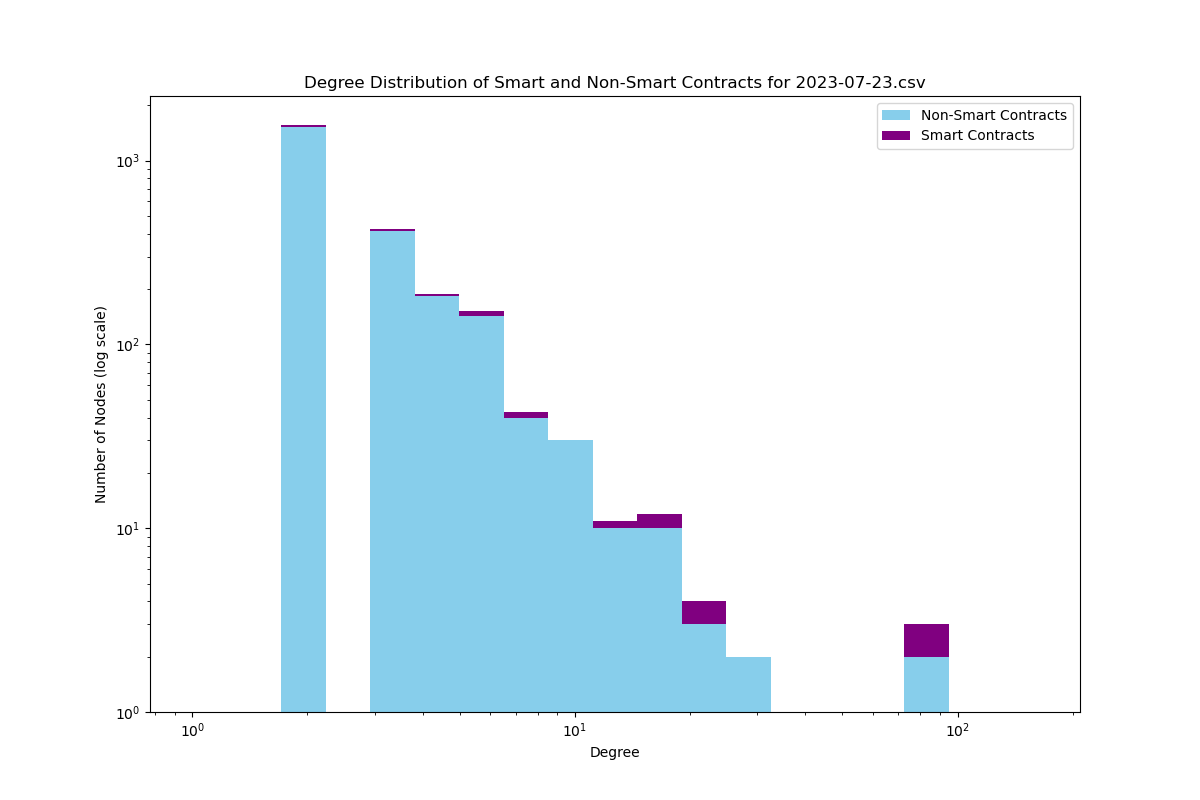 Degree Distribution of Smart and Non-Smart Contracts for 2023-07-23.csv
Non-Smart Contracts
Smart Contracts
Number of Nodes (log scale)
10³
10²
10¹
10⁰
10⁰ 10¹ 10²
Degree